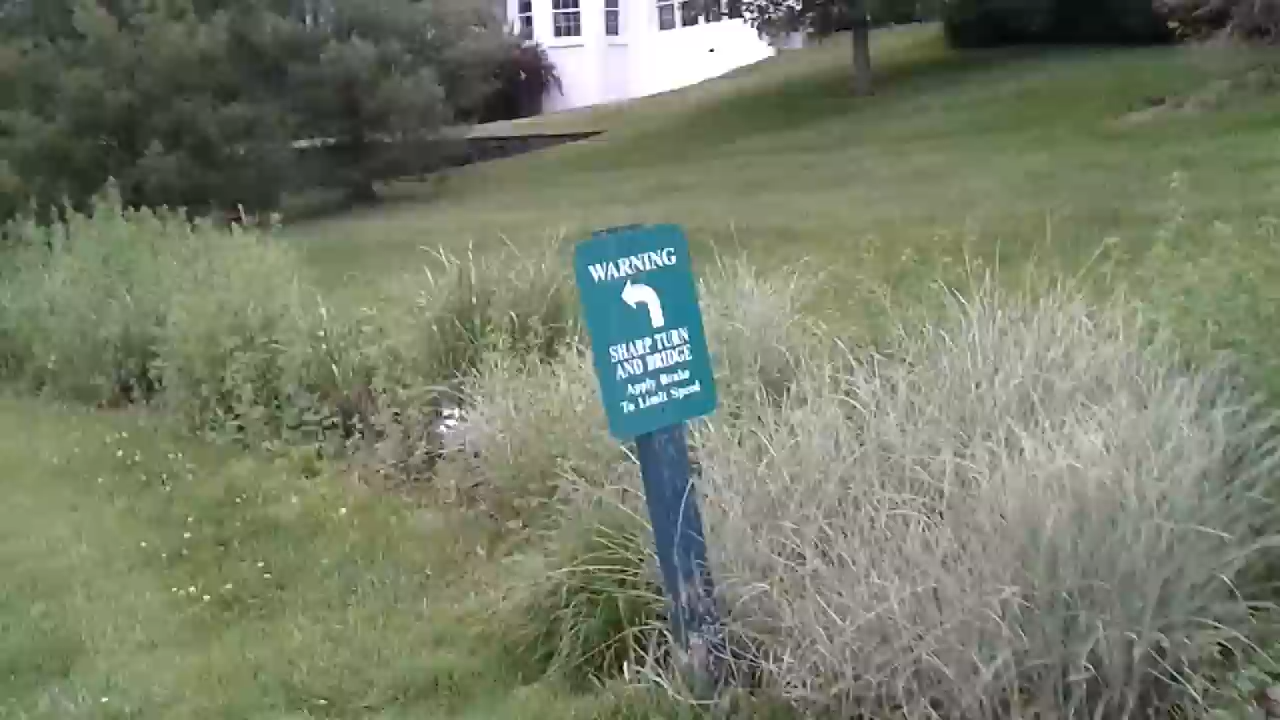 WARNING
SHARP TURN
AND BRIDGE
Apply Brake
To Limit Speed